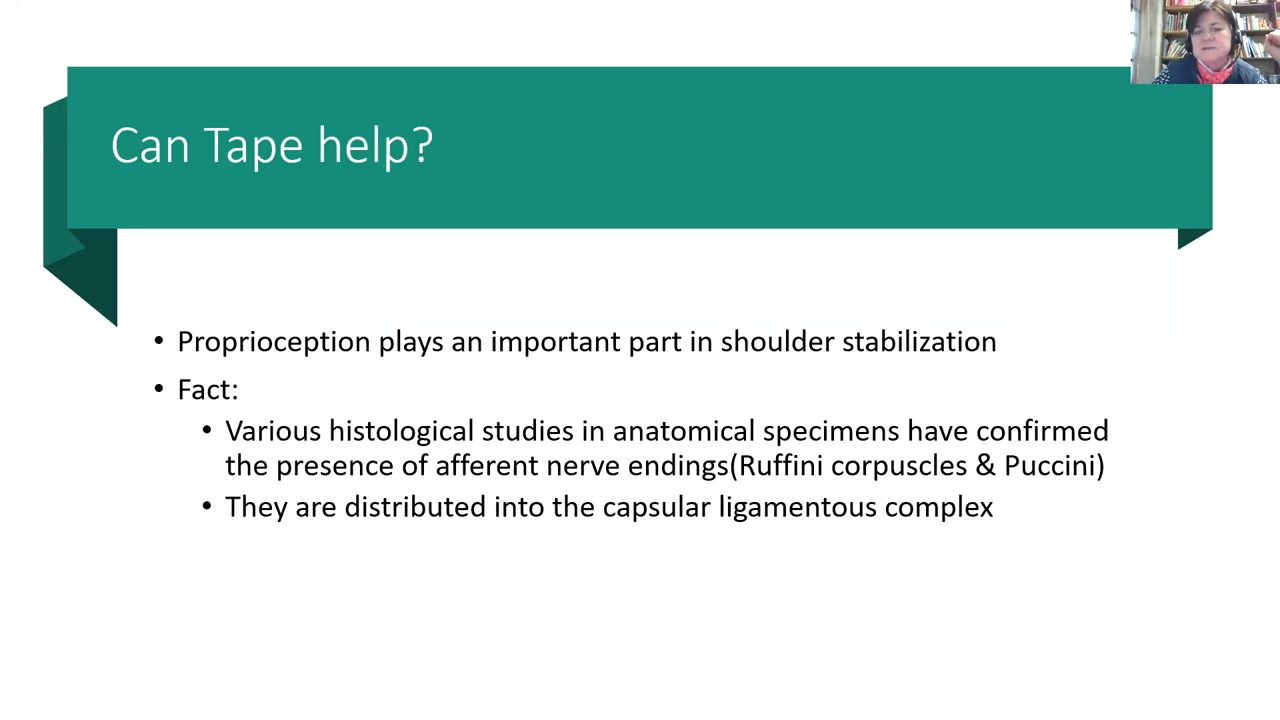 Can Tape help?
• Proprioception plays an important part in shoulder stabilization
• Fact:
• Various histological studies in anatomical specimens have confirmed
the presence of afferent nerve endings(Ruffini corpuscles & Puccini)
• They are distributed into the capsular ligamentous complex